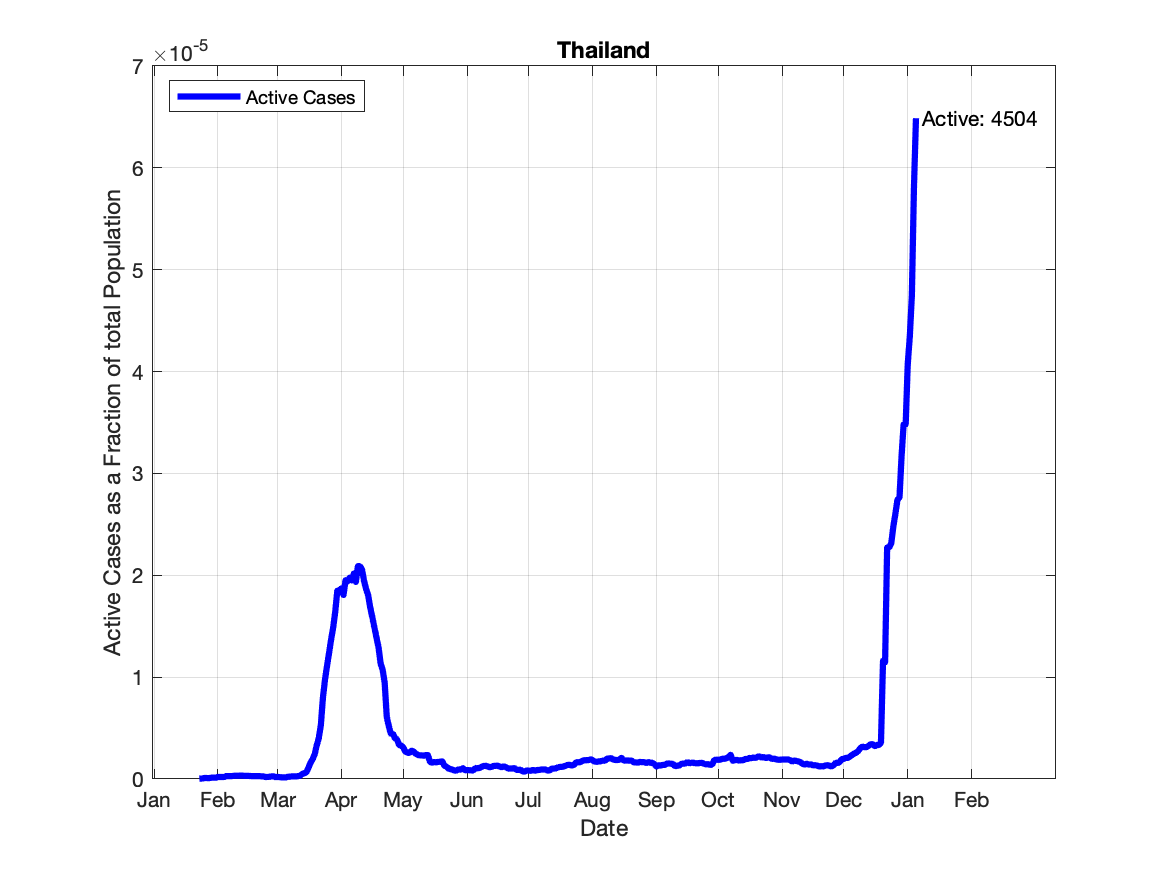 Thailand
×10-5
Active Cases
Active: 4504
7
6
5
4
3
2
1
0
Active Cases as a Fraction of total Population
Jan Feb Mar Apr May Jun Jul Aug Sep Oct Nov Dec Jan Feb
Date